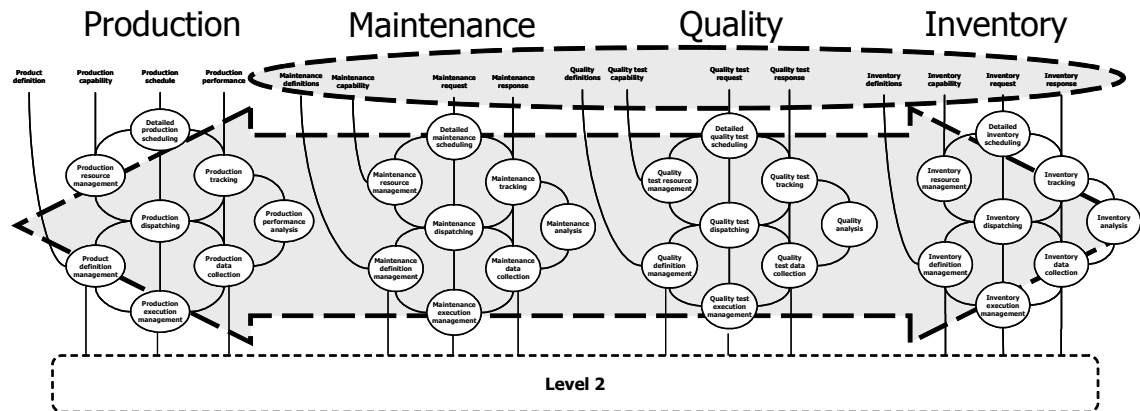 Production
Maintenance
Quality
Inventory
Product
definition
Production
capability
Production
schedule
Production
performance
Maintenance
definitions
Maintenance
capability
Maintenance
request
Maintenance
response
Quality
definitions
Quality test
capability
Quality test
request
Quality test
response
Inventory
definitions
Inventory
capability
Inventory
request
Inventory
response
Detailed
production
scheduling
Production
resource
management
Production
tracking
Production
dispatching
Production
performance
analysis
Product
definition
management
Production
data
collection
Production
execution
management
Detailed
maintenance
scheduling
Maintenance
resource
management
Maintenance
tracking
Maintenance
dispatching
Maintenance
analysis
Maintenance
definition
management
Maintenance
data
collection
Maintenance
execution
management
Detailed
quality test
scheduling
Quality
test resource
management
Quality test
tracking
Quality test
dispatching
Quality
analysis
Quality
definition
management
Quality
test data
collection
Quality test
execution
management
Detailed
inventory
scheduling
Inventory
resource
management
Inventory
tracking
Inventory
dispatching
Inventory
analysis
Inventory
definition
management
Inventory
data
collection
Inventory
execution
management
Level 2